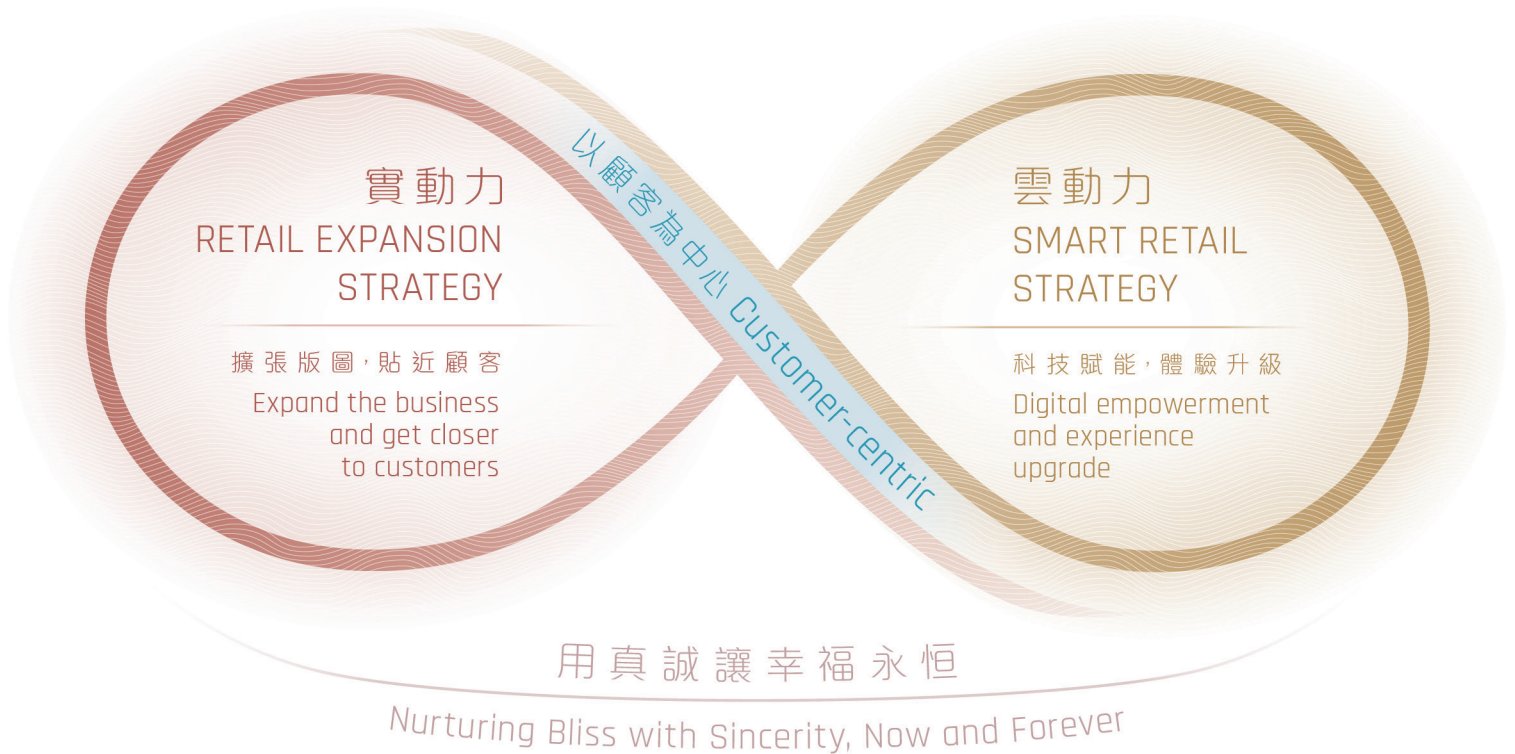 實動力
RETAIL EXPANSION
STRATEGY
擴張版圖，貼近顧客
Expand the business
and get closer
to customers
以顧客為中心 Customer-centric
雲動力
SMART RETAIL
STRATEGY
科技賦能，體驗升級
Digital empowerment
and experience
upgrade
用真誠讓幸福永恒
Nurturing Bliss with Sincerity, Now and Forever